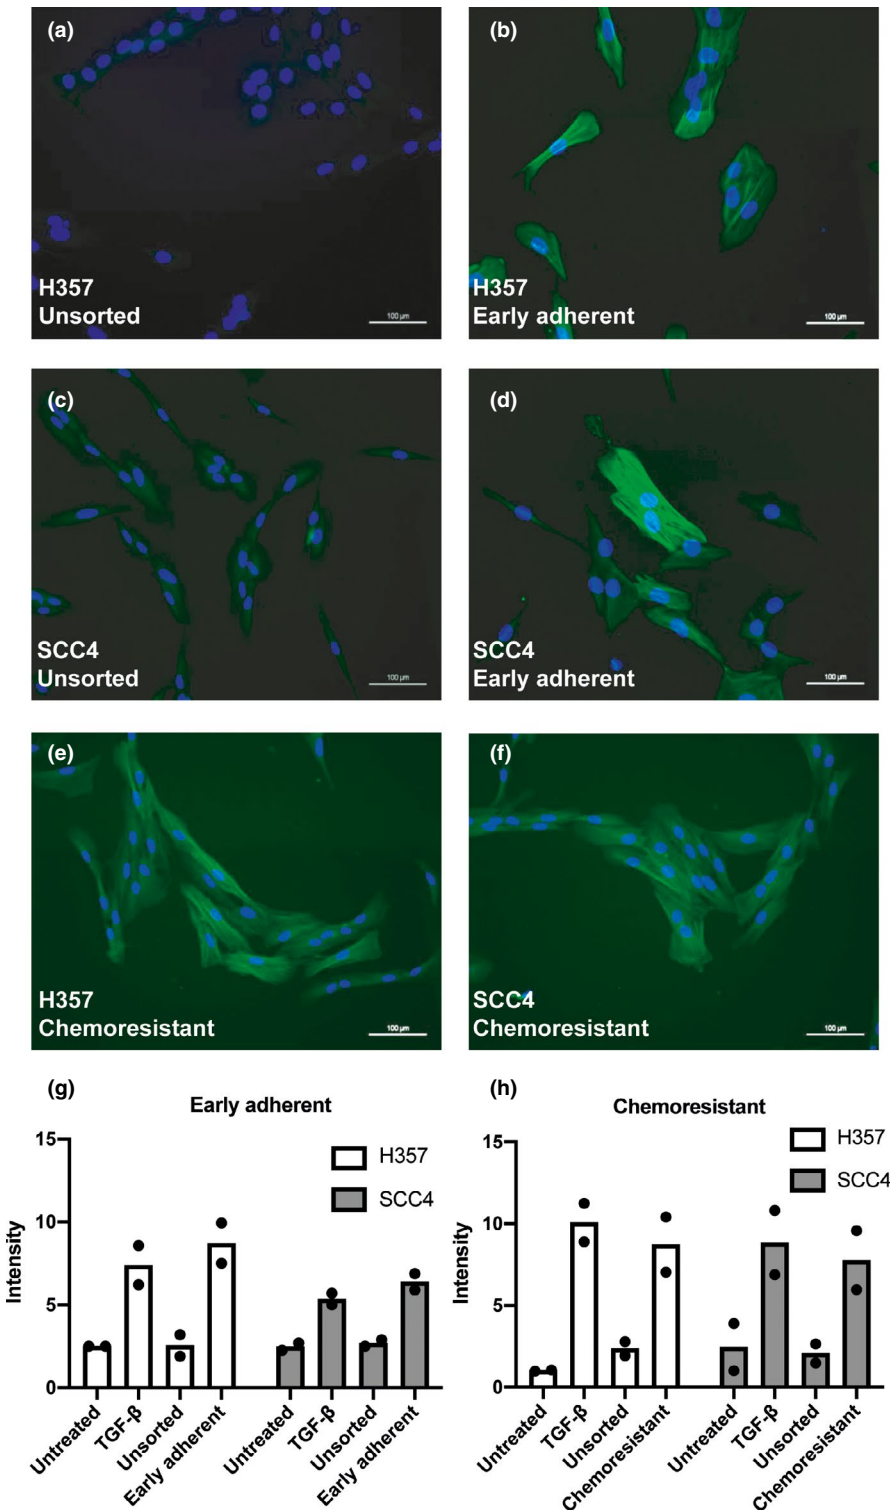 (a)
H357
Unsorted
100 µm
(b)
H357
Early adherent
100 µm
(c)
SCC4
Unsorted
100 µm
(d)
SCC4
Early adherent
100 µm
(e)
H357
Chemoresistant
100 µm
(f)
SCC4
Chemoresistant
100 µm
(g)
Early adherent
H357
SCC4
Intensity
15
10
5
0
Untreated
TGF-β
Unsorted
Early adherent
Untreated
TGF-β
Unsorted
Early adherent
(h)
Chemoresistant
H357
SCC4
Intensity
15
10
5
0
Untreated
TGF-β
Unsorted
Chemoresistant
Untreated
TGF-β
Unsorted
Chemoresistant